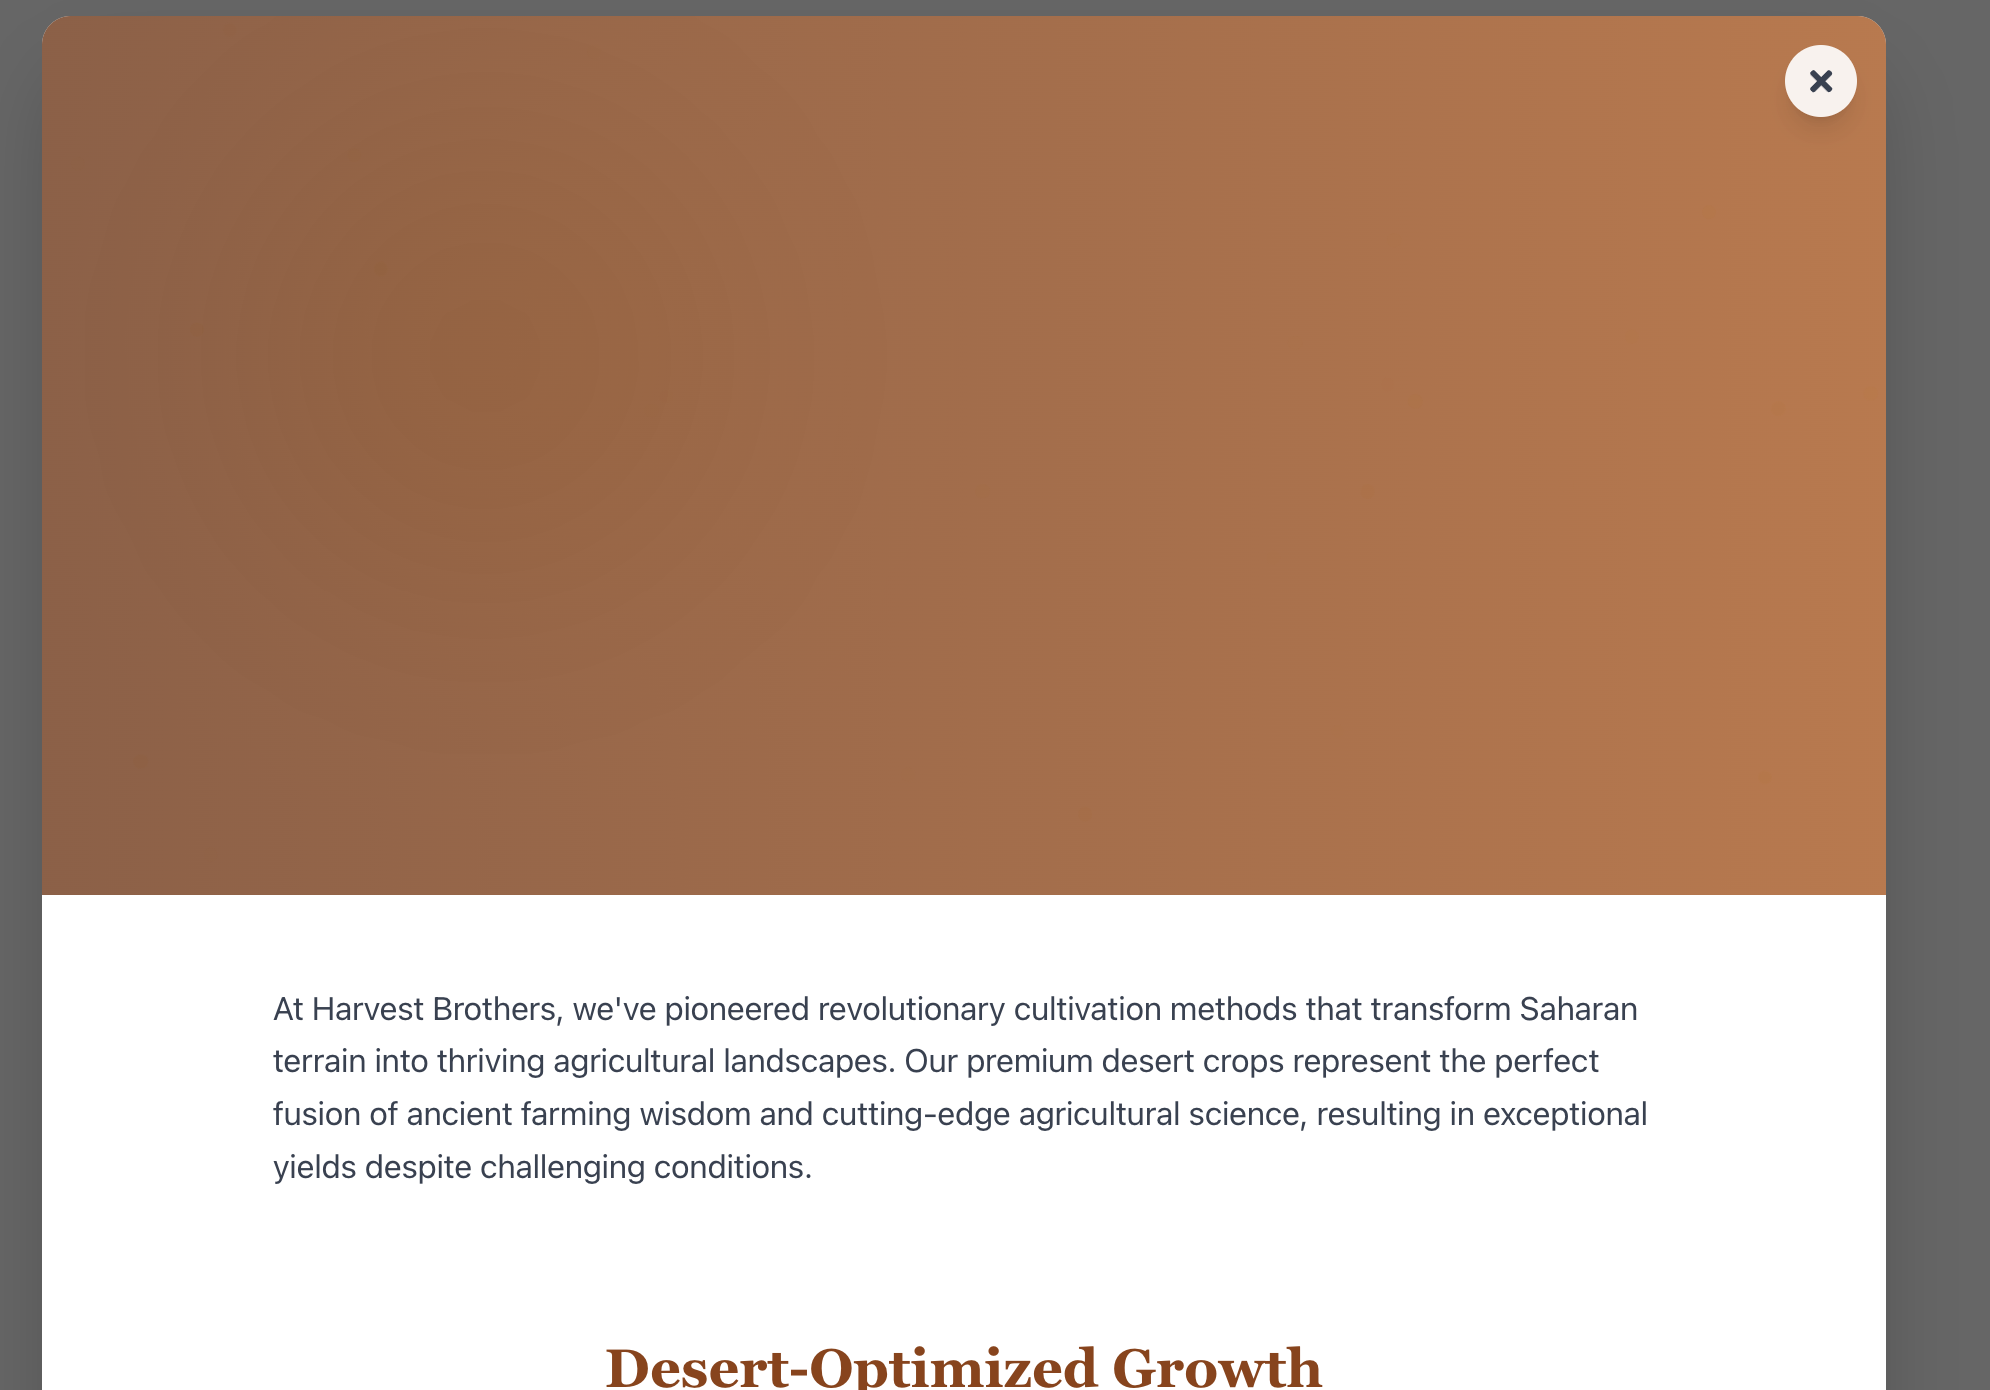 At Harvest Brothers, we've pioneered revolutionary cultivation methods that transform Saharan
terrain into thriving agricultural landscapes. Our premium desert crops represent the perfect
fusion of ancient farming wisdom and cutting-edge agricultural science, resulting in exceptional
yields despite challenging conditions.
Desert-Optimized Growth